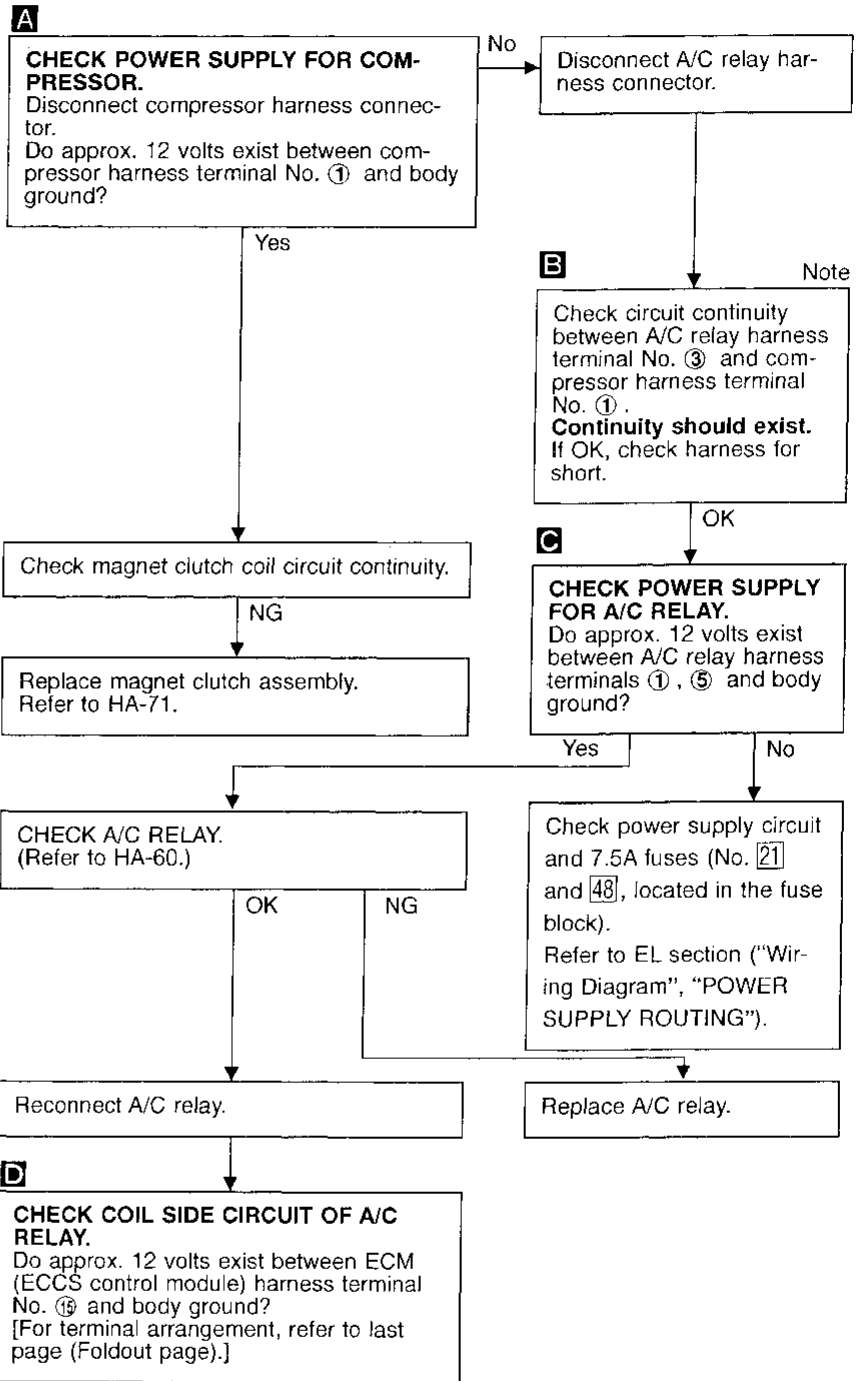 A
CHECK POWER SUPPLY FOR COM-
PRESSOR.
Disconnect compressor harness connec-
tor.
Do approx. 12 volts exist between com-
pressor harness terminal No. ① and body
ground?
No
Disconnect A/C relay har-
ness connector.
Yes
B
Note
Check circuit continuity
between A/C relay harness
terminal No. ③ and com-
pressor harness terminal
No. ① .
Continuity should exist.
If OK, check harness for
short.
OK
Check magnet clutch coil circuit continuity.
NG
Replace magnet clutch assembly.
Refer to HA-71.
C
CHECK POWER SUPPLY
FOR A/C RELAY.
Do approx. 12 volts exist
between A/C relay harness
terminals ① , ⑤ and body
ground?
Yes
No
CHECK A/C RELAY.
(Refer to HA-60.)
OK
NG
Check power supply circuit
and 7.5A fuses (No. 21
and 48, located in the fuse
block).
Refer to EL section ("Wir-
ing Diagram", "POWER
SUPPLY ROUTING").
Reconnect A/C relay.
Replace A/C relay.
D
CHECK COIL SIDE CIRCUIT OF A/C
RELAY.
Do approx. 12 volts exist between ECM
(ECCS control module) harness terminal
No. ⑮ and body ground?
[For terminal arrangement, refer to last
page (Foldout page).]